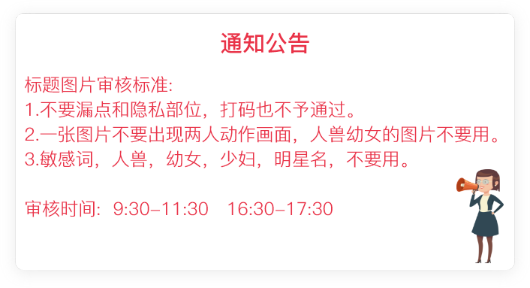 通知公告
标题图片审核标准:
1.不要漏点和隐私部位，打码也不予通过。
2.一张图片不要出现两人动作画面，人兽幼女的图片不要用。
3.敏感词，人兽，幼女，少妇，明星名，不要用。
审核时间: 9:30-11:30 16:30-17:30